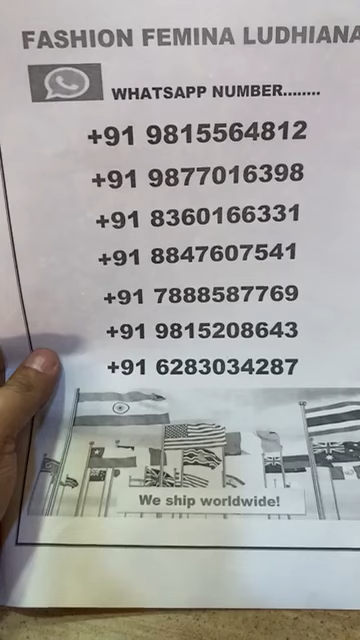 FASHION FEMINA LUDHIANA
WHATSAPP NUMBER........
+91 9815564812
+91 9877016398
+91 8360166331
+91 8847607541
+91 7888587769
+91 9815208643
+91 6283034287
We ship worldwide!